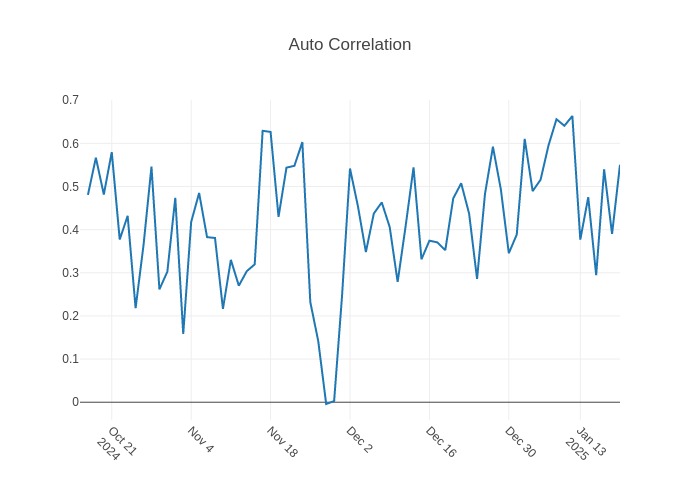 Auto Correlation
0.7
0.6
0.5
0.4
0.3
0.2
0.1
0
Oct 21
2024
Nov 4
Nov 18
Dec 2
Dec 16
Dec 30
Jan 13
2025